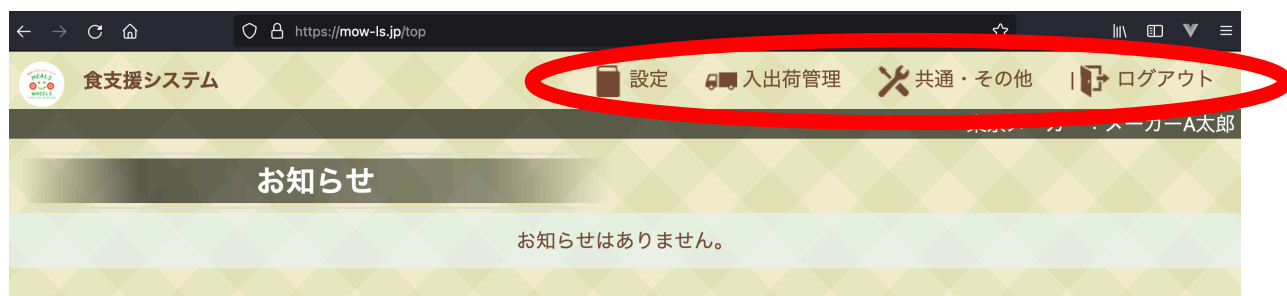 https://mow-ls.jp/top
MEALS
WHEELS
食支援システム
設定
入出荷管理
共通・その他
| ログアウト
メーカーA太郎
お知らせ
お知らせはありません。